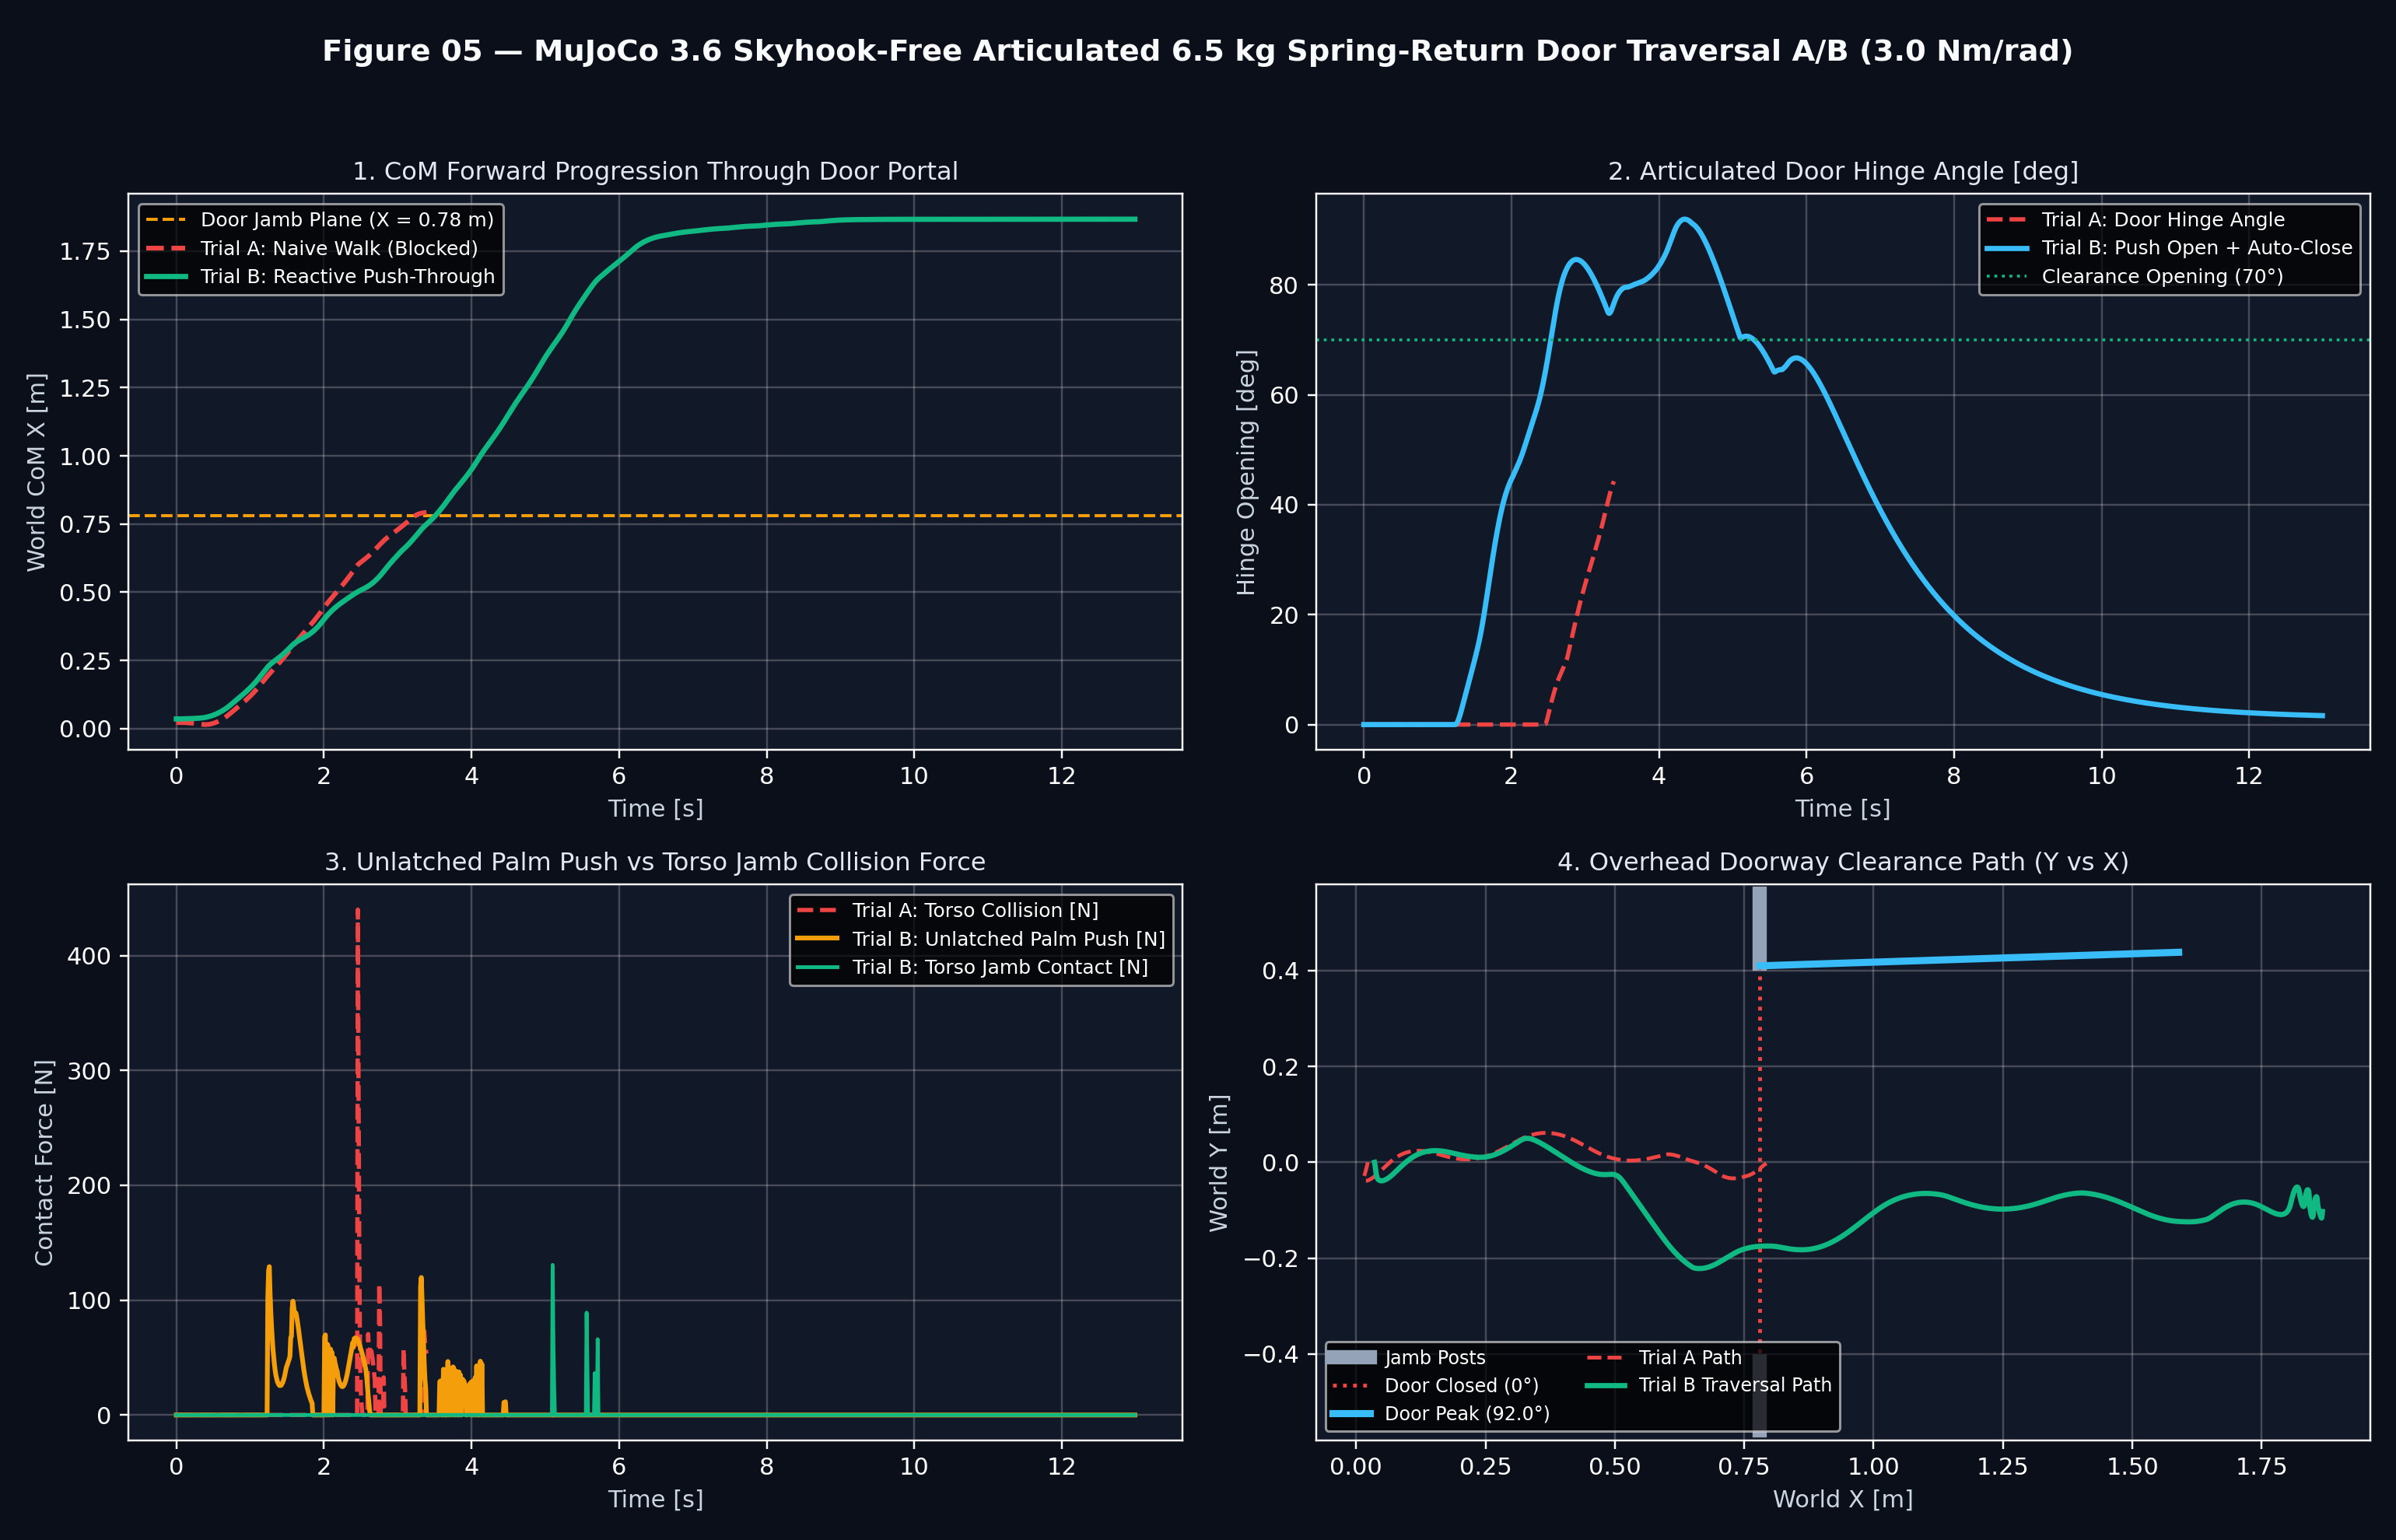 Figure 05 — MuJoCo 3.6 Skyhook-Free Articulated 6.5 kg Spring-Return Door Traversal A/B (3.0 Nm/rad)
1. CoM Forward Progression Through Door Portal
World CoM X [m]
1.75
1.50
1.25
1.00
0.75
0.50
0.25
0.00
Door Jamb Plane (X = 0.78 m)
Trial A: Naive Walk (Blocked)
Trial B: Reactive Push-Through
0 2 4 6 8 10 12
Time [s]
2. Articulated Door Hinge Angle [deg]
Hinge Opening [deg]
80
60
40
20
0
Trial A: Door Hinge Angle
Trial B: Push Open + Auto-Close
Clearance Opening (70°)
0 2 4 6 8 10 12
Time [s]
3. Unlatched Palm Push vs Torso Jamb Collision Force
Contact Force [N]
400
300
200
100
0
Trial A: Torso Collision [N]
Trial B: Unlatched Palm Push [N]
Trial B: Torso Jamb Contact [N]
0 2 4 6 8 10 12
Time [s]
4. Overhead Doorway Clearance Path (Y vs X)
World Y [m]
0.4
0.2
0.0
−0.2
−0.4
Jamb Posts
Door Closed (0°)
Door Peak (92.0°)
Trial A Path
Trial B Traversal Path
0.00 0.25 0.50 0.75 1.00 1.25 1.50 1.75
World X [m]